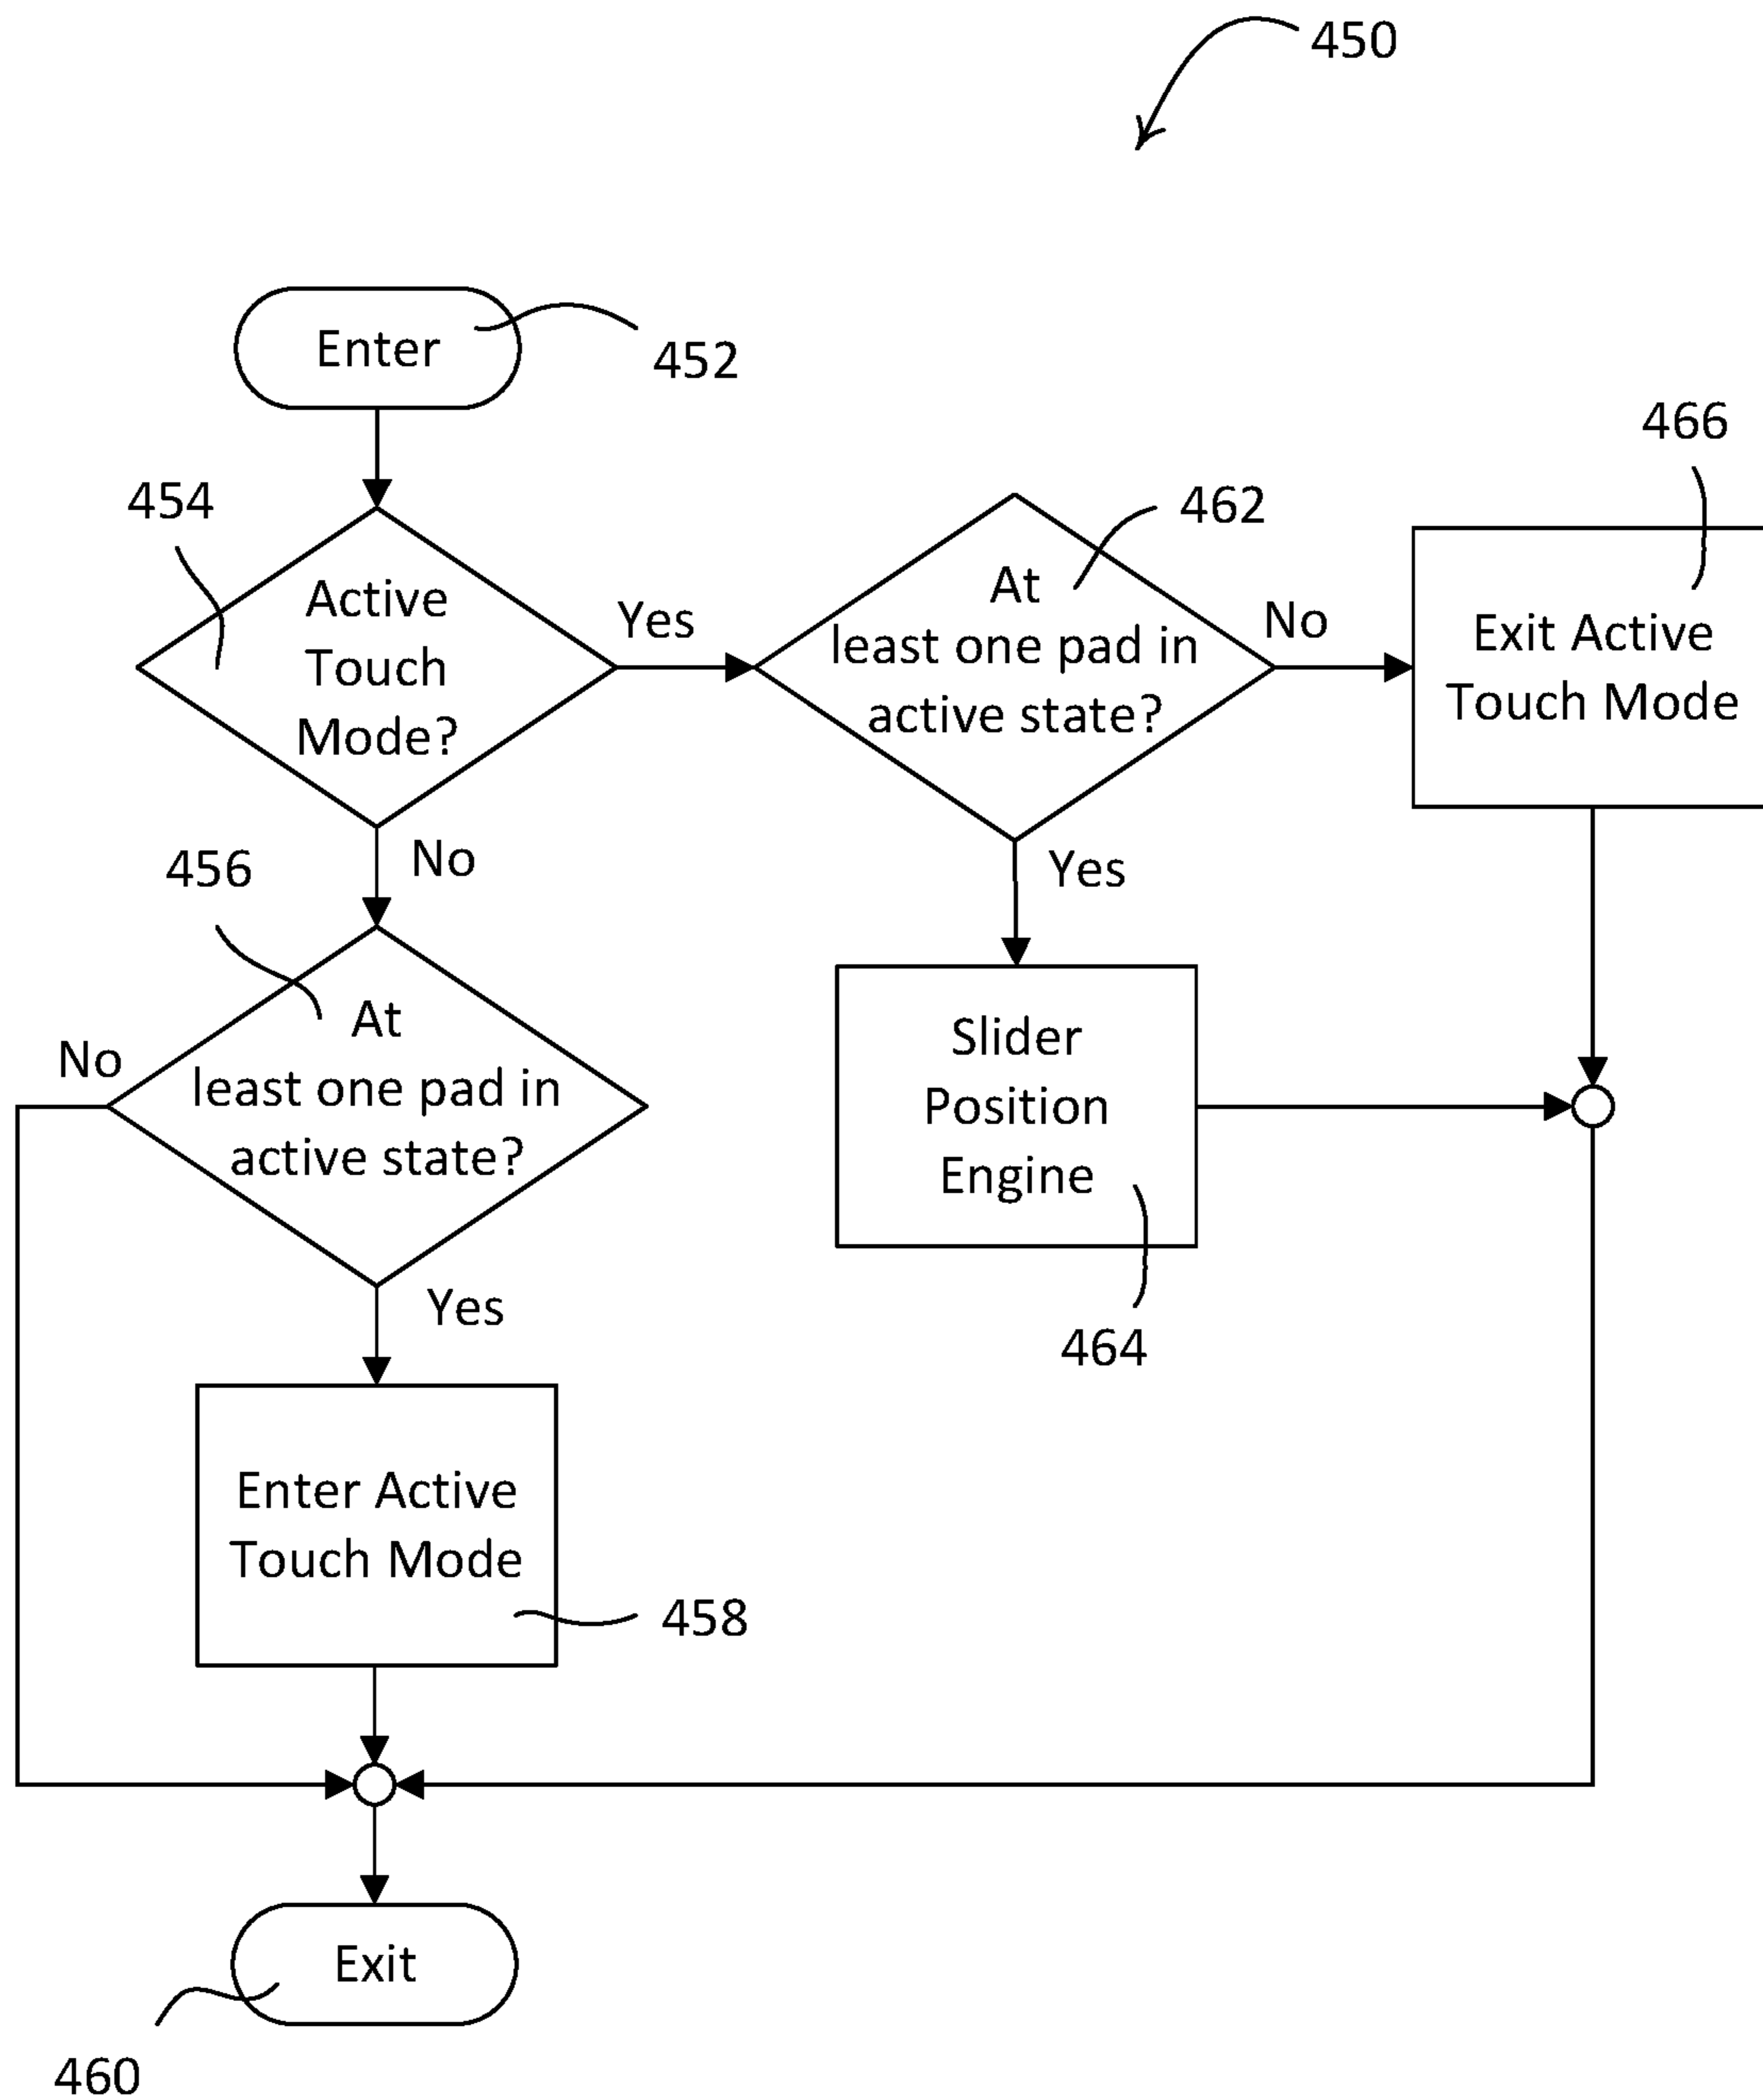 450
Enter
452
466
454
462
Active
Touch
Mode?
Yes
At
least one pad in
active state?
No
Exit Active
Touch Mode
No
Yes
456
At
least one pad in
active state?
No
Slider
Position
Engine
Yes
464
Enter Active
Touch Mode
458
Exit
460